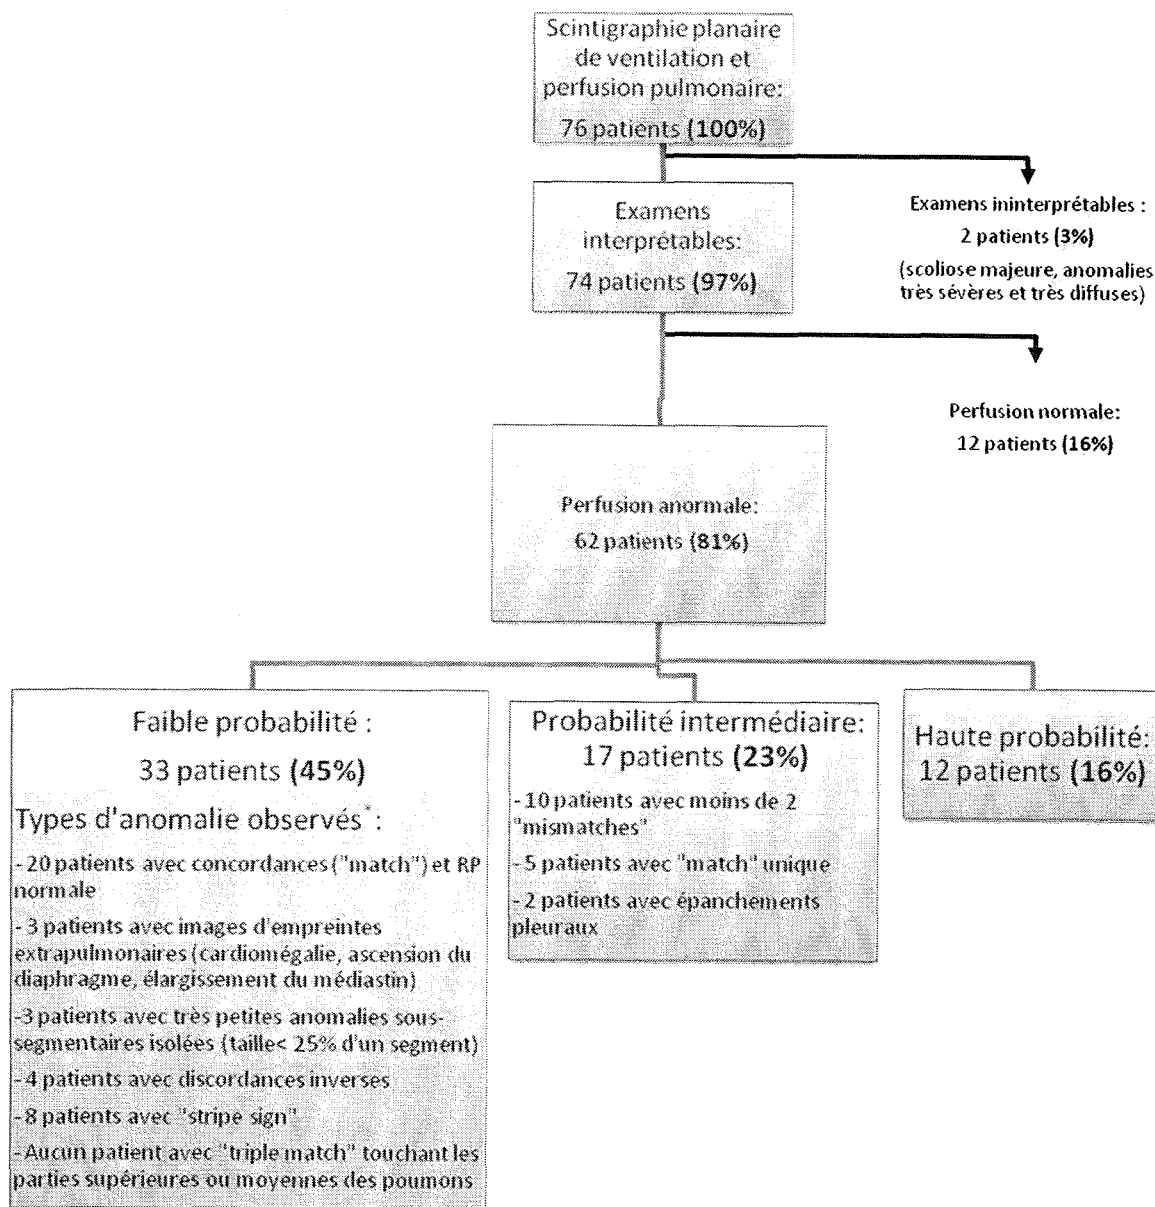 Scintigraphie planaire
de ventilation et
perfusion pulmonaire:
76 patients (100%)
Examens
interprétables:
74 patients (97%)
Examens ininterprétables :
2 patients (3%)
(scoliose majeure, anomalies
très sévères et très diffuses)
Perfusion normale:
12 patients (16%)
Perfusion anormale:
62 patients (81%)
Faible probabilité :
33 patients (45%)
Types d'anomalie observés* :
- 20 patients avec concordances ("match") et RP
normale
- 3 patients avec images d'empreintes
extrapulmonaires (cardiomégalie, ascension du
diaphragme, élargissement du médiastin)
-3 patients avec très petites anomalies sous-
segmentaires isolées (taille< 25% d'un segment)
- 4 patients avec discordances inverses
- 8 patients avec "stripe sign"
- Aucun patient avec "triple match" touchant les
parties supérieures ou moyennes des poumons
Probabilité intermédiaire:
17 patients (23%)
- 10 patients avec moins de 2
"mismatches"
- 5 patients avec "match" unique
- 2 patients avec épanchements
pleuraux
Haute probabilité:
12 patients (16%)